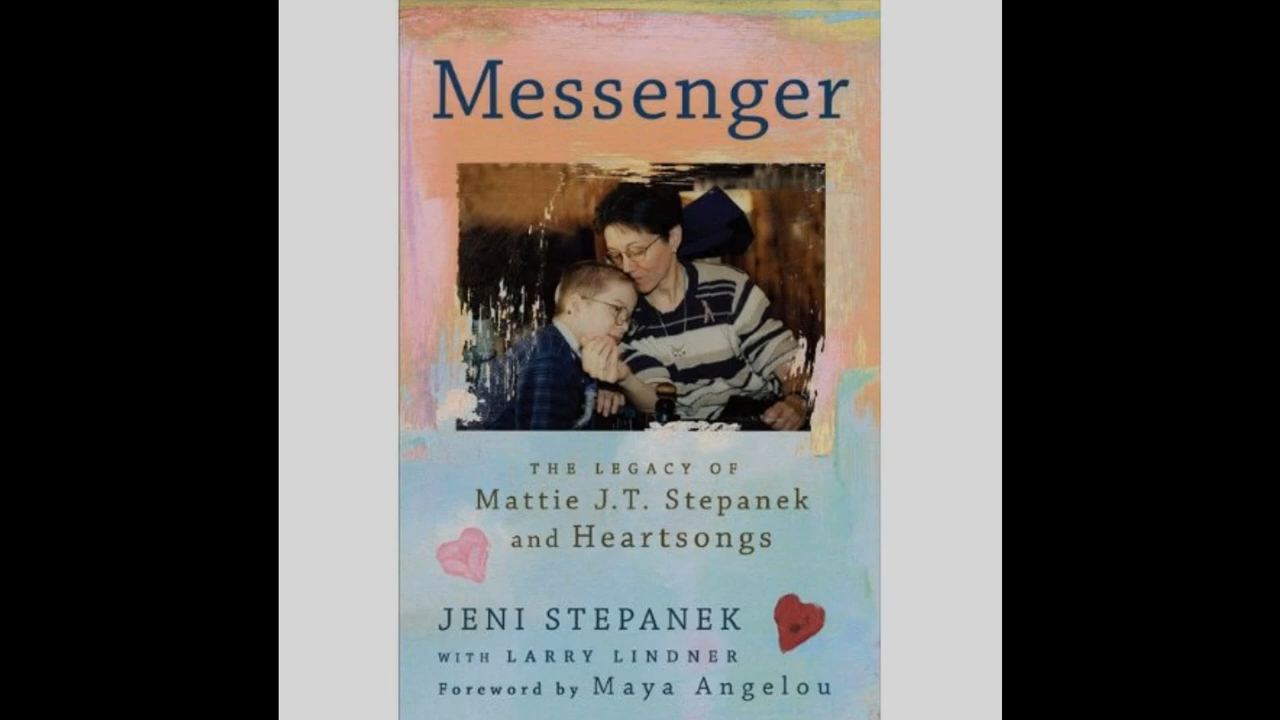 Messenger
THE LEGACY OF
Mattie J.T. Stepanek
and Heartsongs
JENI STEPANEK
WITH LARRY LINDNER
Foreword by Maya Angelou